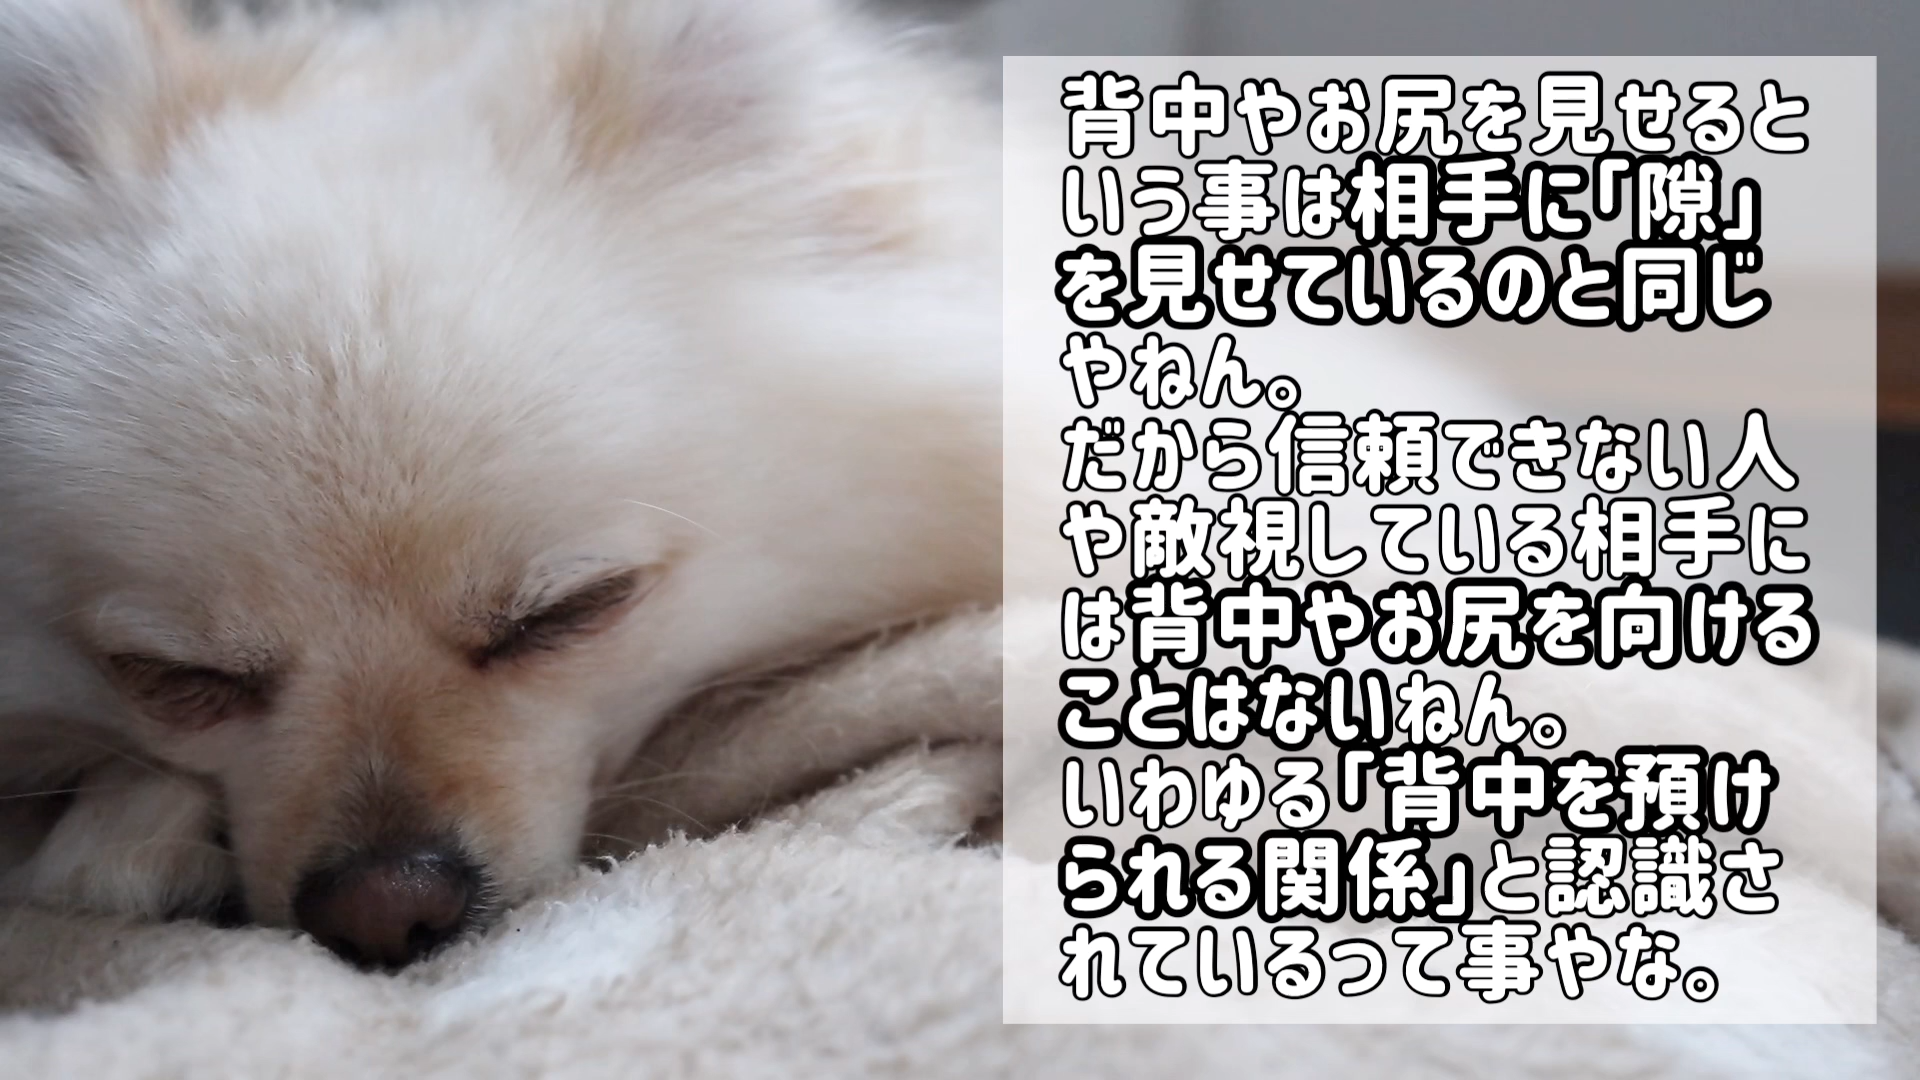 背中やお尻を見せると
いう事は相手に「隙」
を見せているのと同じ
やねん。
だから信頼できない人
や敵視している相手に
は背中やお尻を向ける
ことはないねん。
いわゆる「背中を預け
られる関係」と認識さ
れているって事やな。